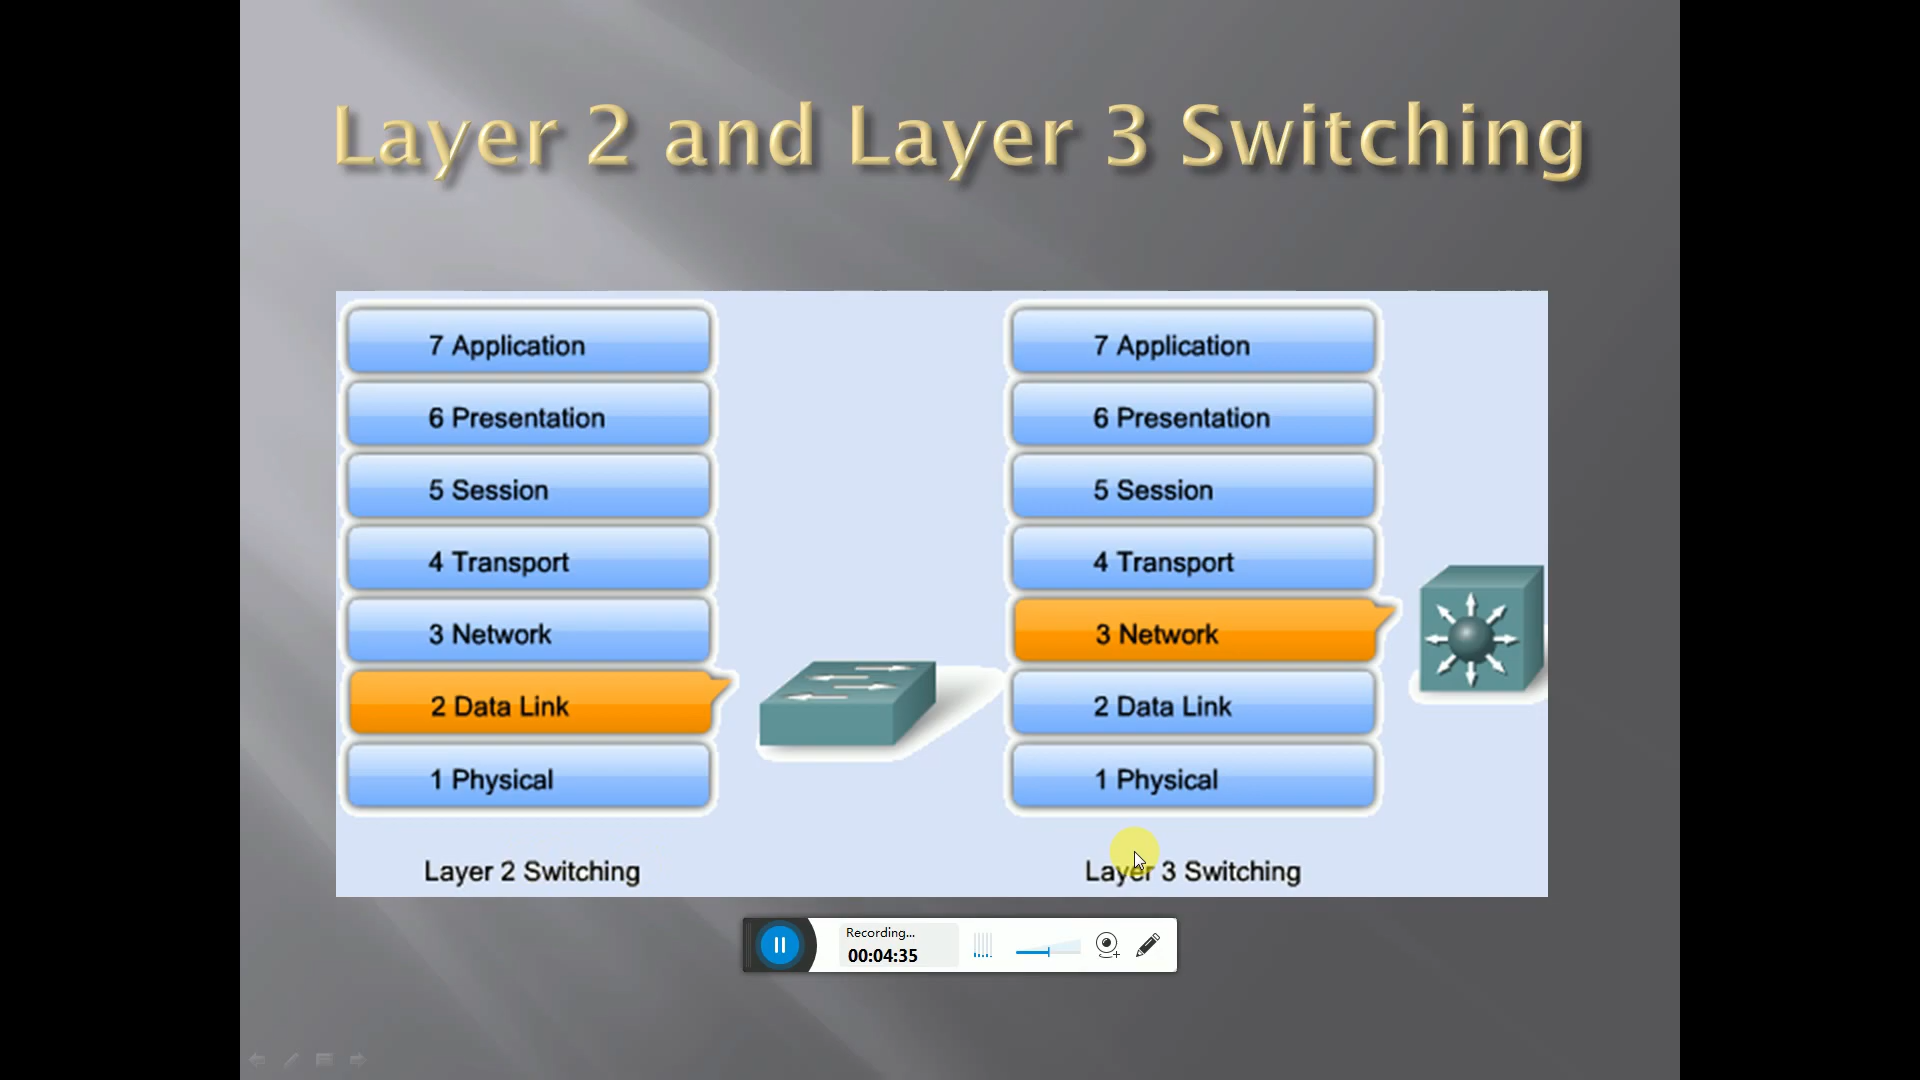 Layer 2 and Layer 3 Switching
7 Application
6 Presentation
5 Session
4 Transport
3 Network
2 Data Link
1 Physical
Layer 2 Switching
7 Application
6 Presentation
5 Session
4 Transport
3 Network
2 Data Link
1 Physical
Layer 3 Switching
Recording...
00:04:35